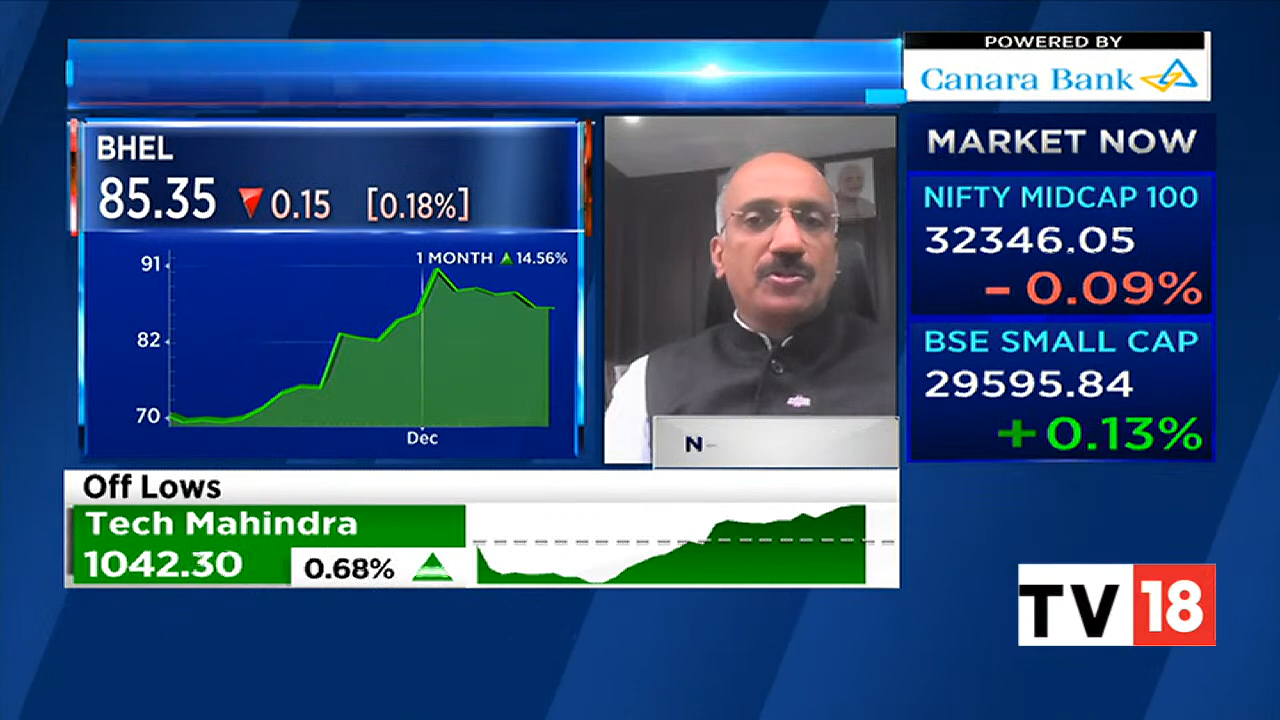 POWERED BY
Canara Bank
BHEL
85.35 ▼ 0.15 [0.18%]
1 MONTH ▲ 14.56%
91
82
70
Dec
N
MARKET NOW
NIFTY MIDCAP 100
32346.05
- 0.09%
BSE SMALL CAP
29595.84
+ 0.13%
Off Lows
Tech Mahindra
1042.30 0.68%
TV18